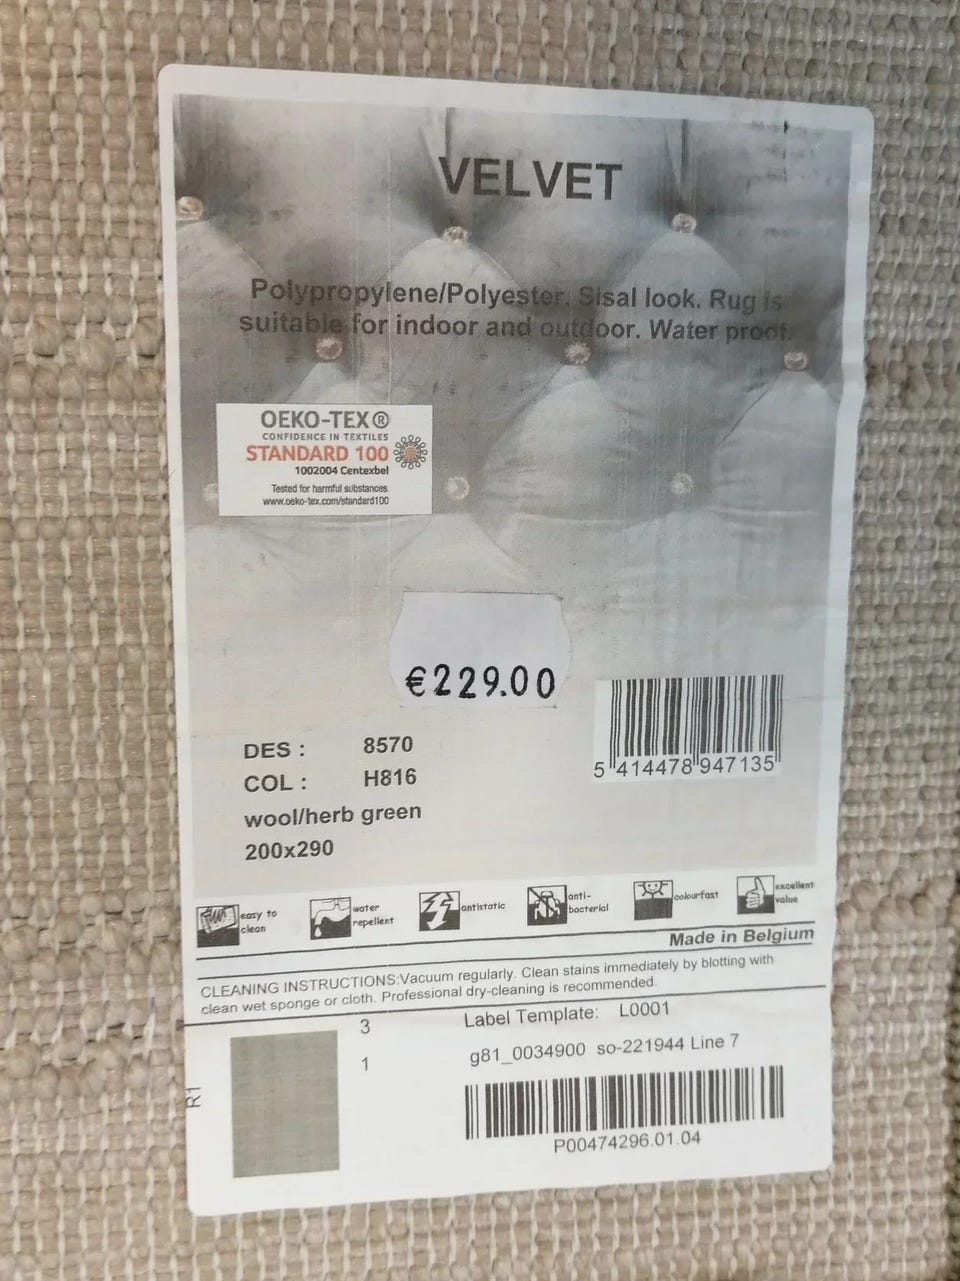 VELVET
Polypropylene/Polyester. Sisal look. Rug is
suitable for indoor and outdoor. Water proof.
OEKO-TEX®
CONFIDENCE IN TEXTILES
STANDARD 100
1002004 Centexbel
Tested for harmful substances
www.oeko-tex.com/standard100
€229.00
5 414478 947135
DES : 8570
COL : H816
wool/herb green
200x290
easy to
clean
water
repellent
antistatic
anti-
bacterial
colourfast
excellent
value
Made in Belgium
CLEANING INSTRUCTIONS:Vacuum regularly. Clean stains immediately by blotting with
clean wet sponge or cloth. Professional dry-cleaning is recommended.
3
1
R1
Label Template: L0001
g81_0034900 so-221944 Line 7
P00474296.01.04